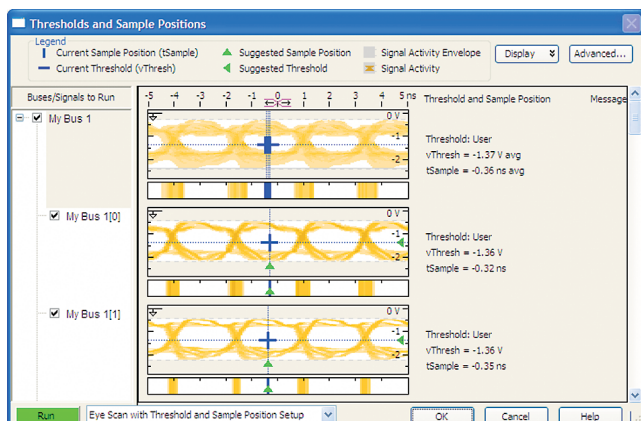 Thresholds and Sample Positions
Legend
Current Sample Position (tSample)
Suggested Sample Position
Signal Activity Envelope
Current Threshold (vThresh)
Suggested Threshold
Signal Activity
Display
Advanced...
Buses/Signals to Run
-5 -4 -3 -2 -1 0 1 2 3 4 5 ns
Threshold and Sample Position
Message
My Bus 1
0 V
-1
-2
Threshold: User
vThresh = -1.37 V avg
tSample = -0.36 ns avg
My Bus 1[0]
0 V
-1
-2
Threshold: User
vThresh = -1.36 V
tSample = -0.32 ns
My Bus 1[1]
0 V
-1
-2
Threshold: User
vThresh = -1.36 V
tSample = -0.35 ns
Run
Eye Scan with Threshold and Sample Position Setup
OK
Cancel
Help